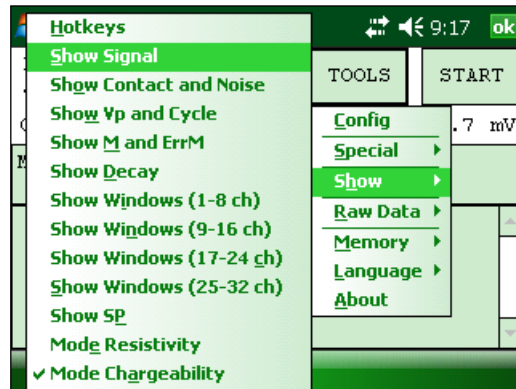 Hotkeys
9:17 ok
Show Signal
Show Contact and Noise
TOOLS
START
Show Vp and Cycle
Config
.7 mV
Show M and ErrM
Special
Show Decay
Show
Show Windows (1-8 ch)
Raw Data
Show Windows (9-16 ch)
Memory
Show Windows (17-24 ch)
Language
Show Windows (25-32 ch)
About
Show SP
Mode Resistivity
✓ Mode Chargeability